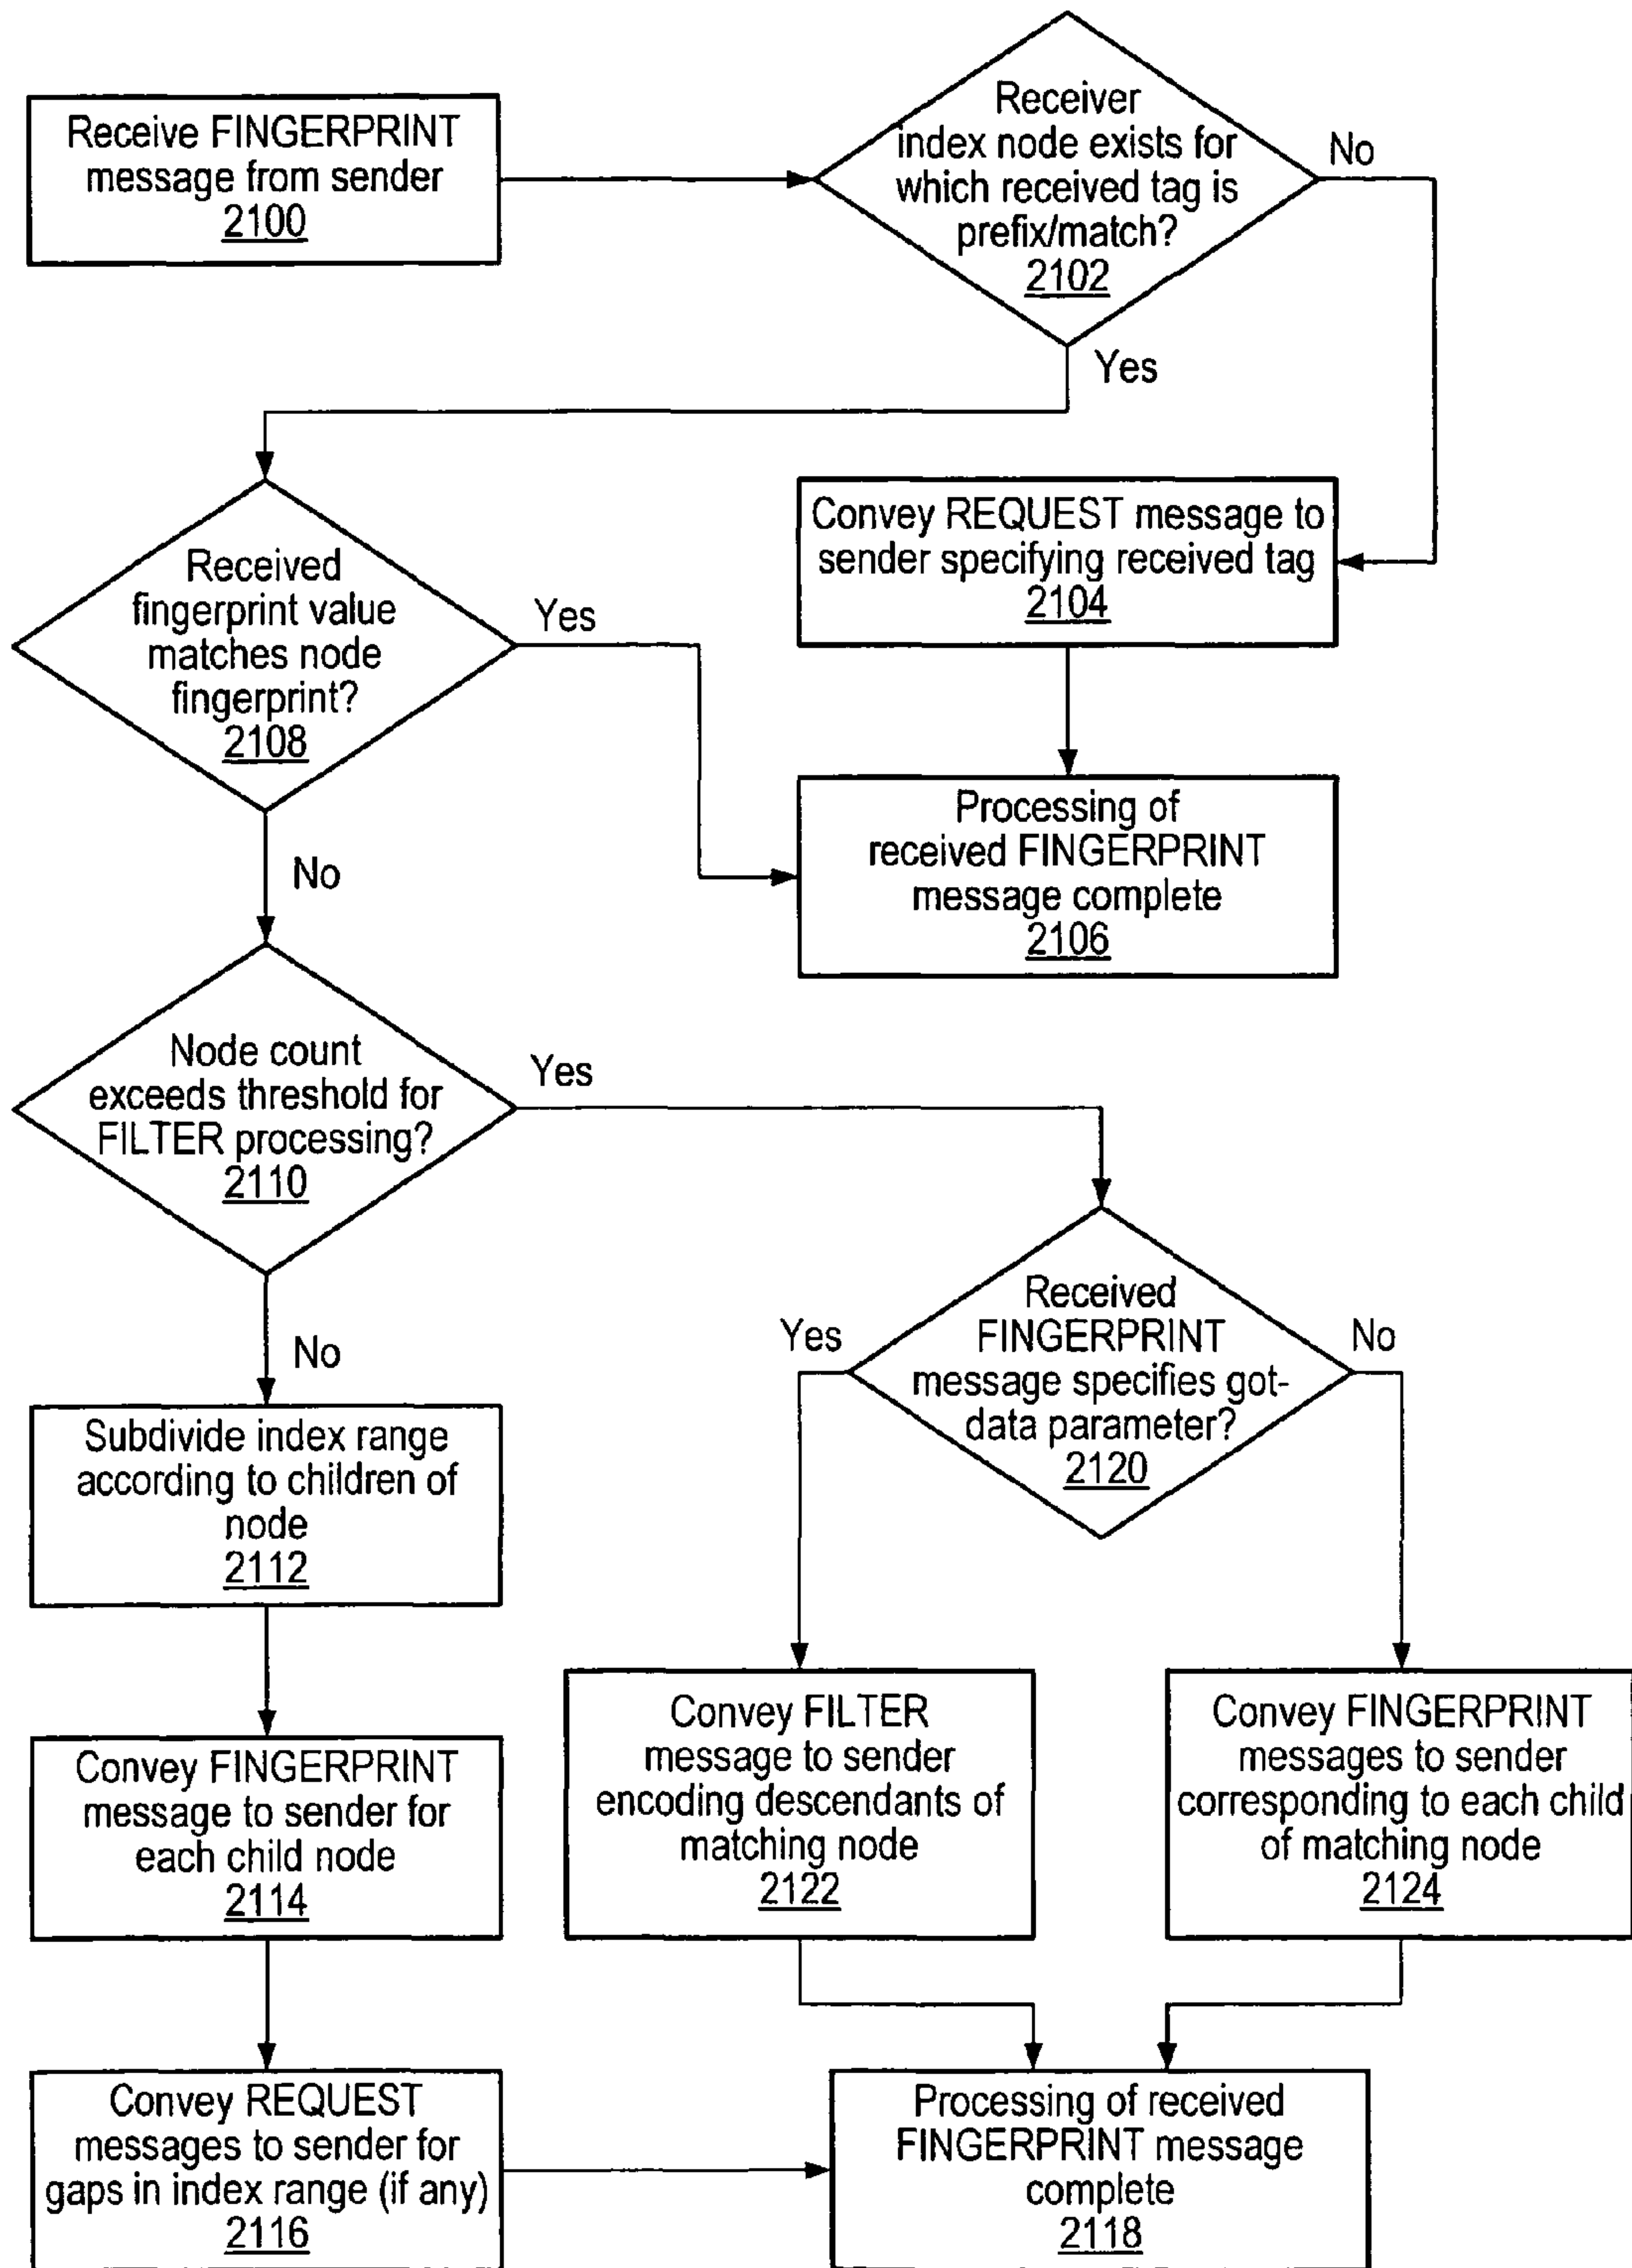 Receive FINGERPRINT
message from sender
2100
Receiver
index node exists for
which received tag is
prefix/match?
2102
No
Yes
Convey REQUEST message to
sender specifying received tag
2104
Received
fingerprint value
matches node
fingerprint?
2108
Yes
Processing of
received FINGERPRINT
message complete
2106
No
Node count
exceeds threshold for
FILTER processing?
2110
Yes
No
Received
FINGERPRINT
message specifies got-
data parameter?
2120
Yes
No
Subdivide index range
according to children of
node
2112
Convey FINGERPRINT
message to sender for
each child node
2114
Convey FILTER
message to sender
encoding descendants of
matching node
2122
Convey FINGERPRINT
messages to sender
corresponding to each child
of matching node
2124
Convey REQUEST
messages to sender for
gaps in index range (if any)
2116
Processing of received
FINGERPRINT message
complete
2118